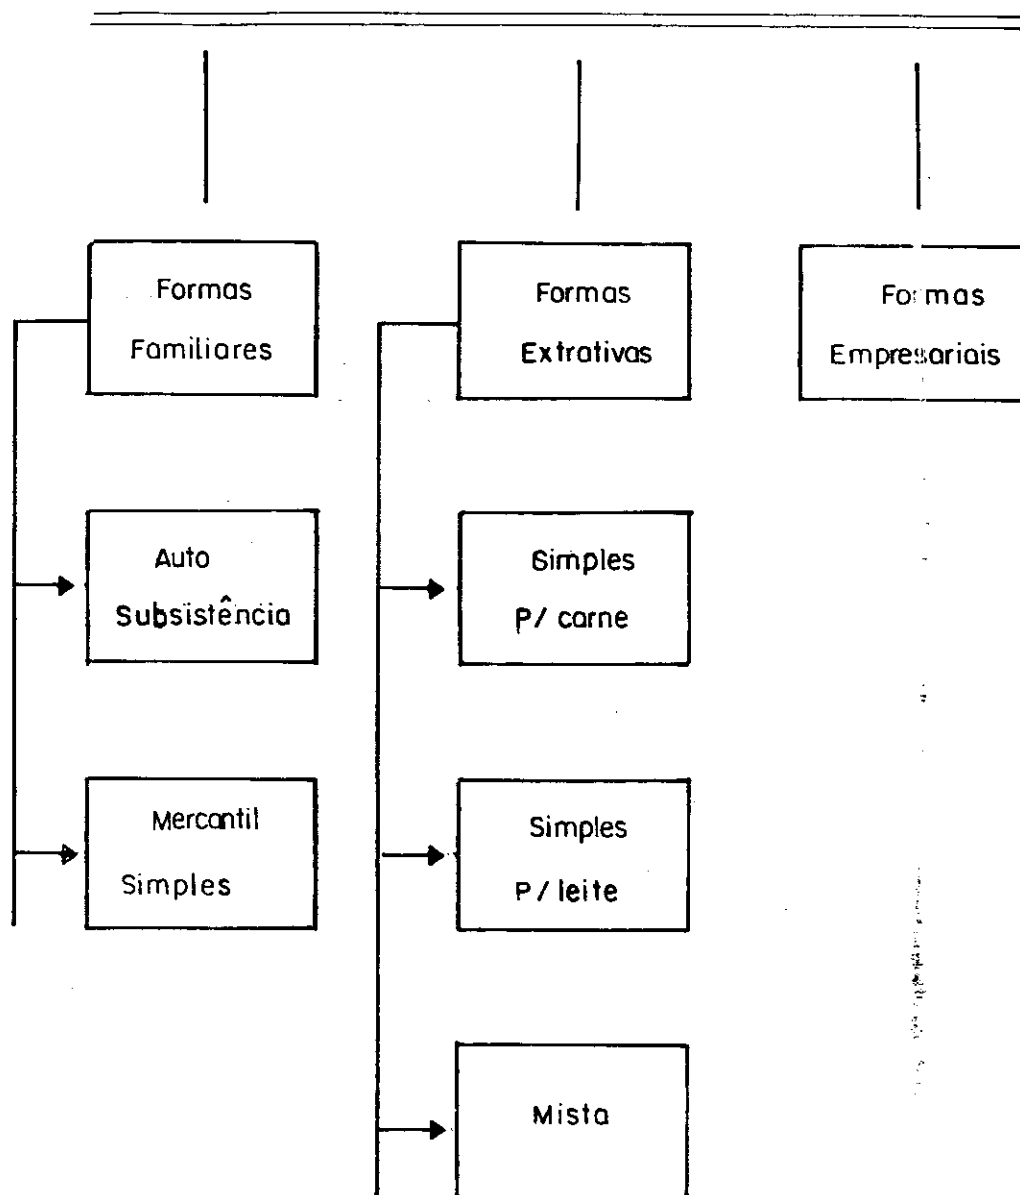 Formas
Familiares
Auto
Subsistência
Mercantil
Simples
Formas
Extrativas
Simples
P/ carne
Simples
P/ leite
Mista
Formas
Empresariais